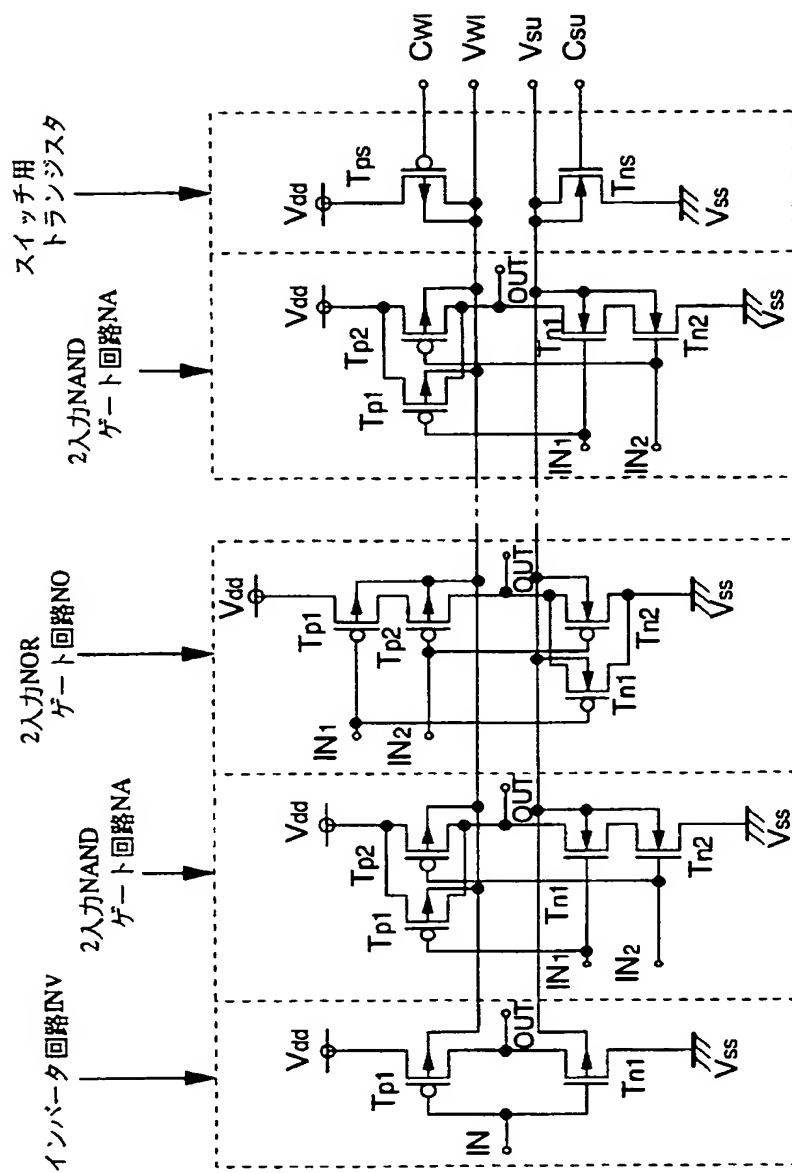 インバータ回路INV
2入力NAND
ゲート回路NA
2入力NOR
ゲート回路NO
2入力NAND
ゲート回路NA
スイッチ用
トランジスタ
Vdd
Tp1
IN
OUT
Tn1
Vss
Vdd
Tp2
Tp1
OUT
Tn1
IN1
IN2
Tn2
Vss
Vdd
Tp1
Tp2
IN1
IN2
OUT
Tn1
Tn2
Vss
Vdd
Tp2
Tp1
OUT
Tn1
IN1
IN2
Tn2
Vss
Vdd
Tps
Tns
Vss
Cwl
Vwl
Vsu
Csu